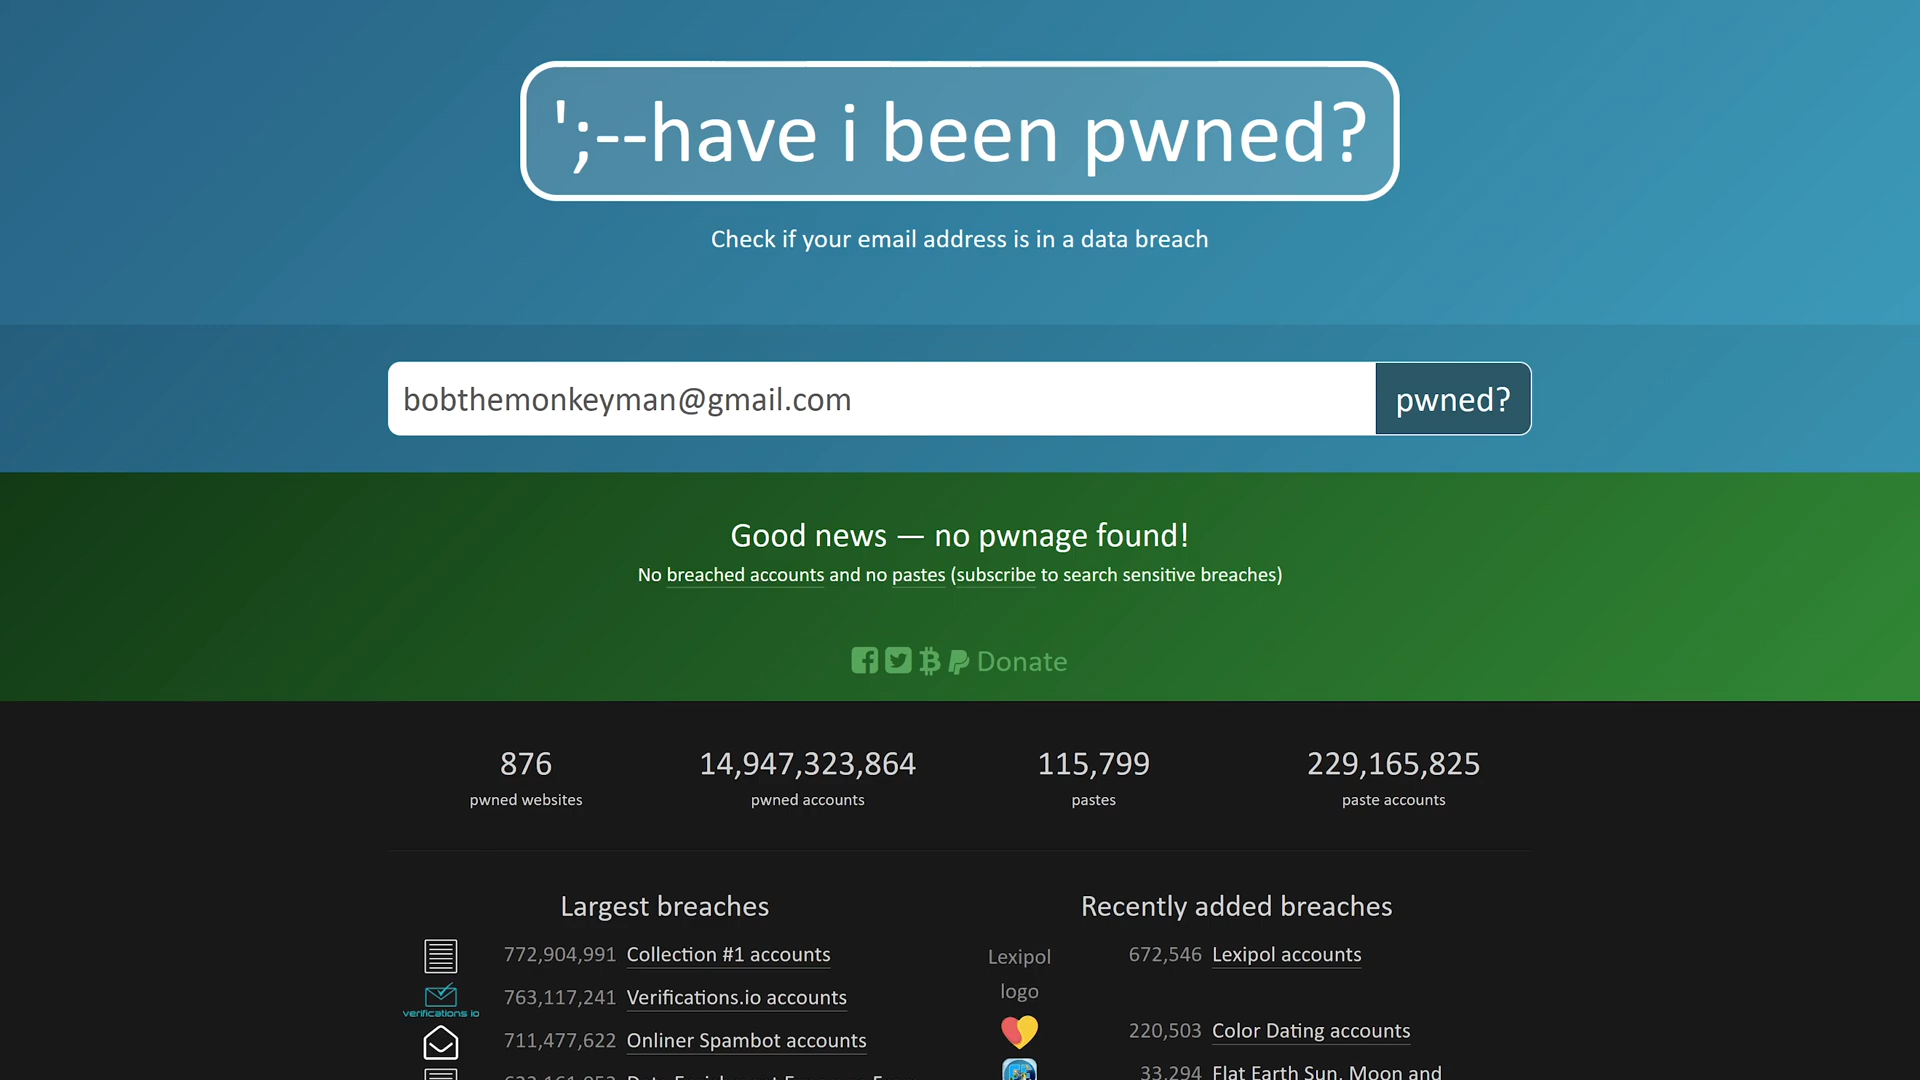 ';--have i been pwned?
Check if your email address is in a data breach
bobthemonkeyman@gmail.com
pwned?
Good news — no pwnage found!
No breached accounts and no pastes (subscribe to search sensitive breaches)
Donate
876
pwned websites
14,947,323,864
pwned accounts
115,799
pastes
229,165,825
paste accounts
Largest breaches
772,904,991 Collection #1 accounts
verifications io
763,117,241 Verifications.io accounts
711,477,622 Onliner Spambot accounts
Recently added breaches
Lexipol
logo
672,546 Lexipol accounts
220,503 Color Dating accounts
33,294 Flat Earth Sun, Moon and